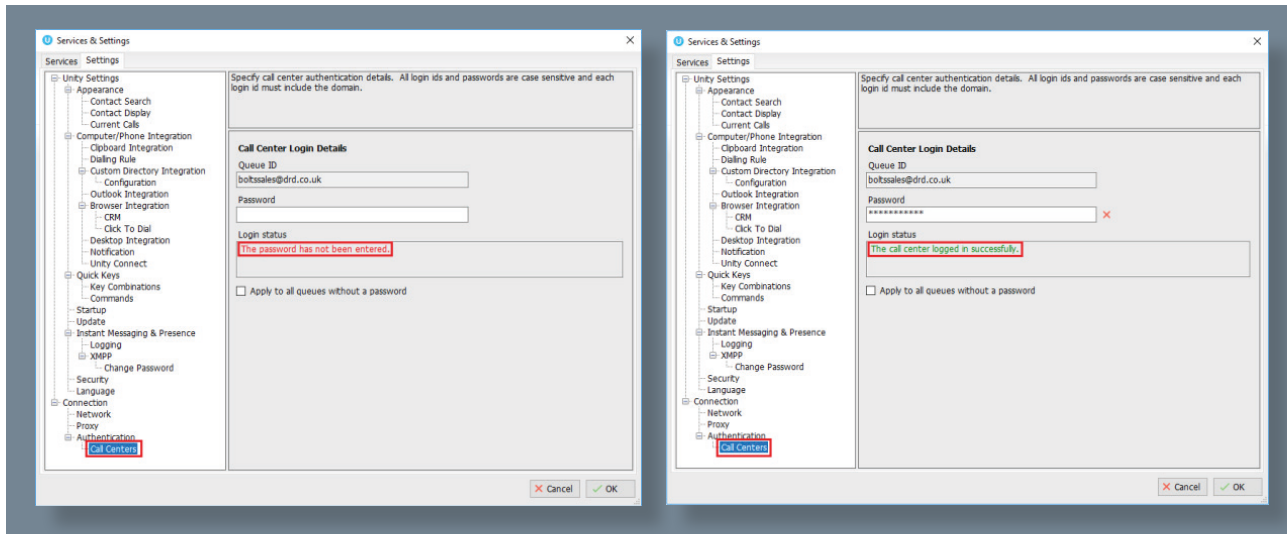 Services & Settings
Services Settings
Unity Settings
Appearance
Contact Search
Contact Display
Current Calls
Computer/Phone Integration
Clipboard Integration
Dialing Rule
Custom Directory Integration
Configuration
Outlook Integration
Browser Integration
CRM
Click To Dial
Desktop Integration
Notification
Unity Connect
Quick Keys
Key Combinations
Commands
Startup
Update
Instant Messaging & Presence
Logging
XMPP
Change Password
Security
Language
Connection
Network
Proxy
Authentication
Call Centers
Specify call center authentication details. All login ids and passwords are case sensitive and each
login id must include the domain.
Call Center Login Details
Queue ID
boltssales@drd.co.uk
Password
Login status
The password has not been entered.
Apply to all queues without a password
Cancel OK
Services & Settings
Services Settings
Unity Settings
Appearance
Contact Search
Contact Display
Current Calls
Computer/Phone Integration
Clipboard Integration
Dialing Rule
Custom Directory Integration
Configuration
Outlook Integration
Browser Integration
CRM
Click To Dial
Desktop Integration
Notification
Unity Connect
Quick Keys
Key Combinations
Commands
Startup
Update
Instant Messaging & Presence
Logging
XMPP
Change Password
Security
Language
Connection
Network
Proxy
Authentication
Call Centers
Specify call center authentication details. All login ids and passwords are case sensitive and each
login id must include the domain.
Call Center Login Details
Queue ID
boltssales@drd.co.uk
Password
***********
Login status
The call center logged in successfully.
Apply to all queues without a password
Cancel OK